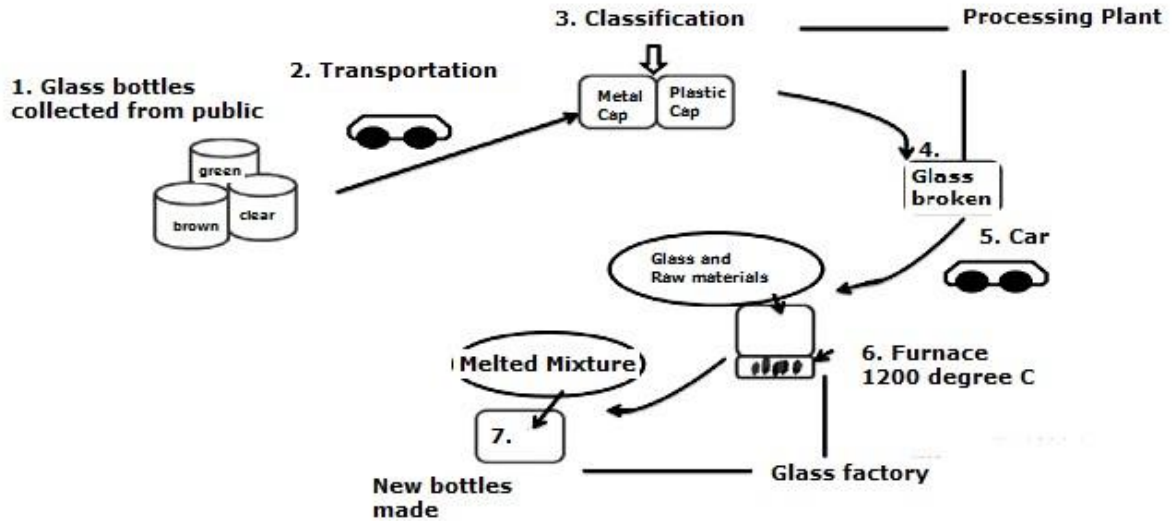 3. Classification
Processing Plant
2. Transportation
1. Glass bottles
collected from public
Metal
Cap
Plastic
Cap
green
brown
clear
4.
Glass
broken
5. Car
Glass and
Raw materials
6. Furnace
1200 degree C
Melted Mixture
7.
New bottles
made
Glass factory